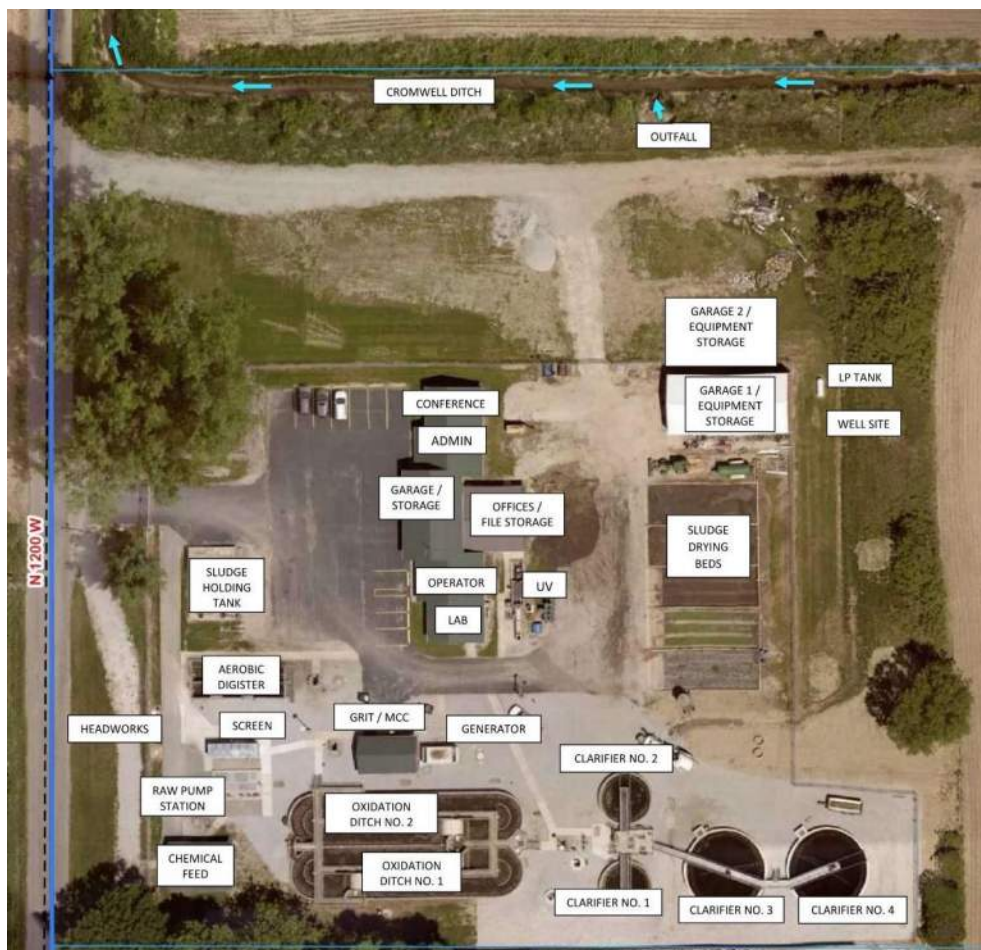 CROMWELL DITCH
OUTFALL
GARAGE 2 /
EQUIPMENT
STORAGE
LP TANK
GARAGE 1 /
EQUIPMENT
STORAGE
WELL SITE
CONFERENCE
ADMIN
GARAGE /
STORAGE
OFFICES /
FILE STORAGE
SLUDGE
DRYING
BEDS
N 1200 W
SLUDGE
HOLDING
TANK
OPERATOR
UV
LAB
AEROBIC
DIGISTER
HEADWORKS
SCREEN
GRIT / MCC
GENERATOR
CLARIFIER NO. 2
RAW PUMP
STATION
OXIDATION
DITCH NO. 2
CHEMICAL
FEED
OXIDATION
DITCH NO. 1
CLARIFIER NO. 1
CLARIFIER NO. 3
CLARIFIER NO. 4